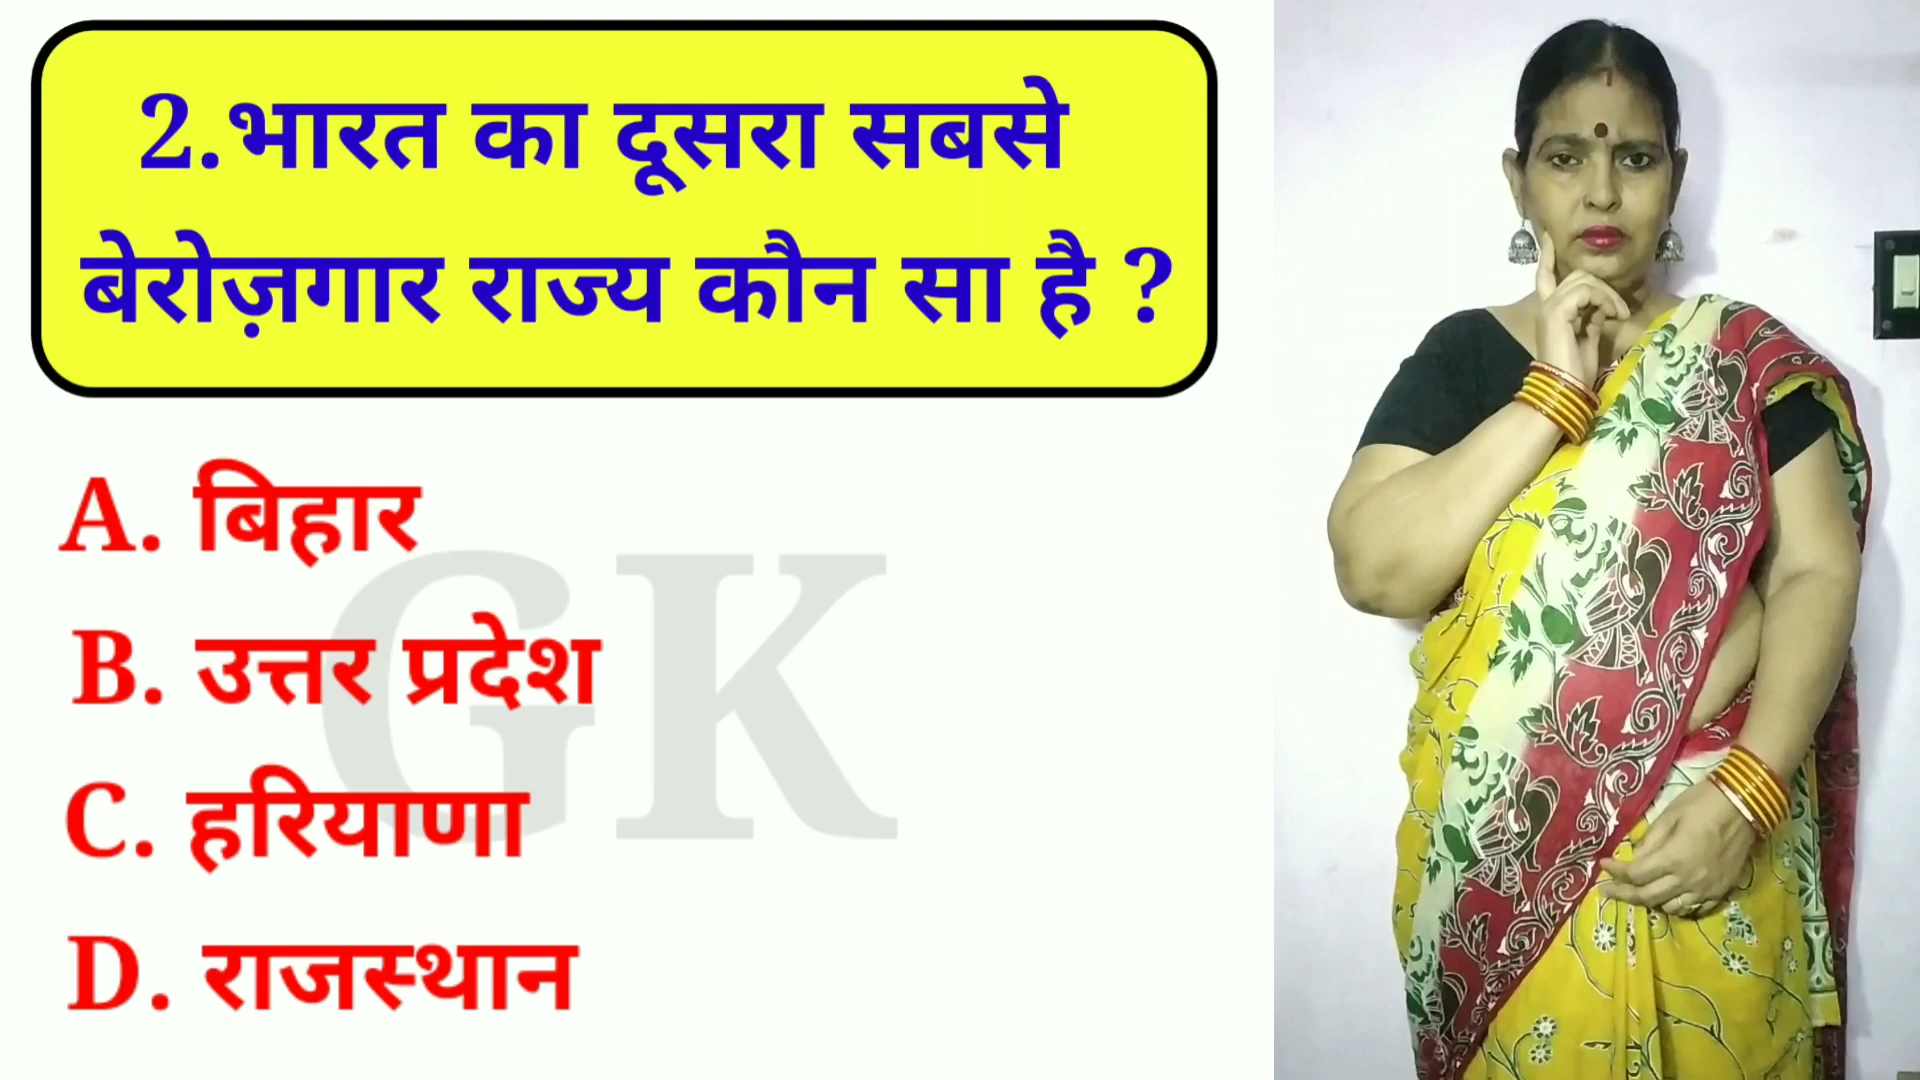 2.भारत का दूसरा सबसे
बेरोज़गार राज्य कौन सा है ?
A. बिहार
B. उत्तर प्रदेश
C. हरियाणा
D. राजस्थान
GK